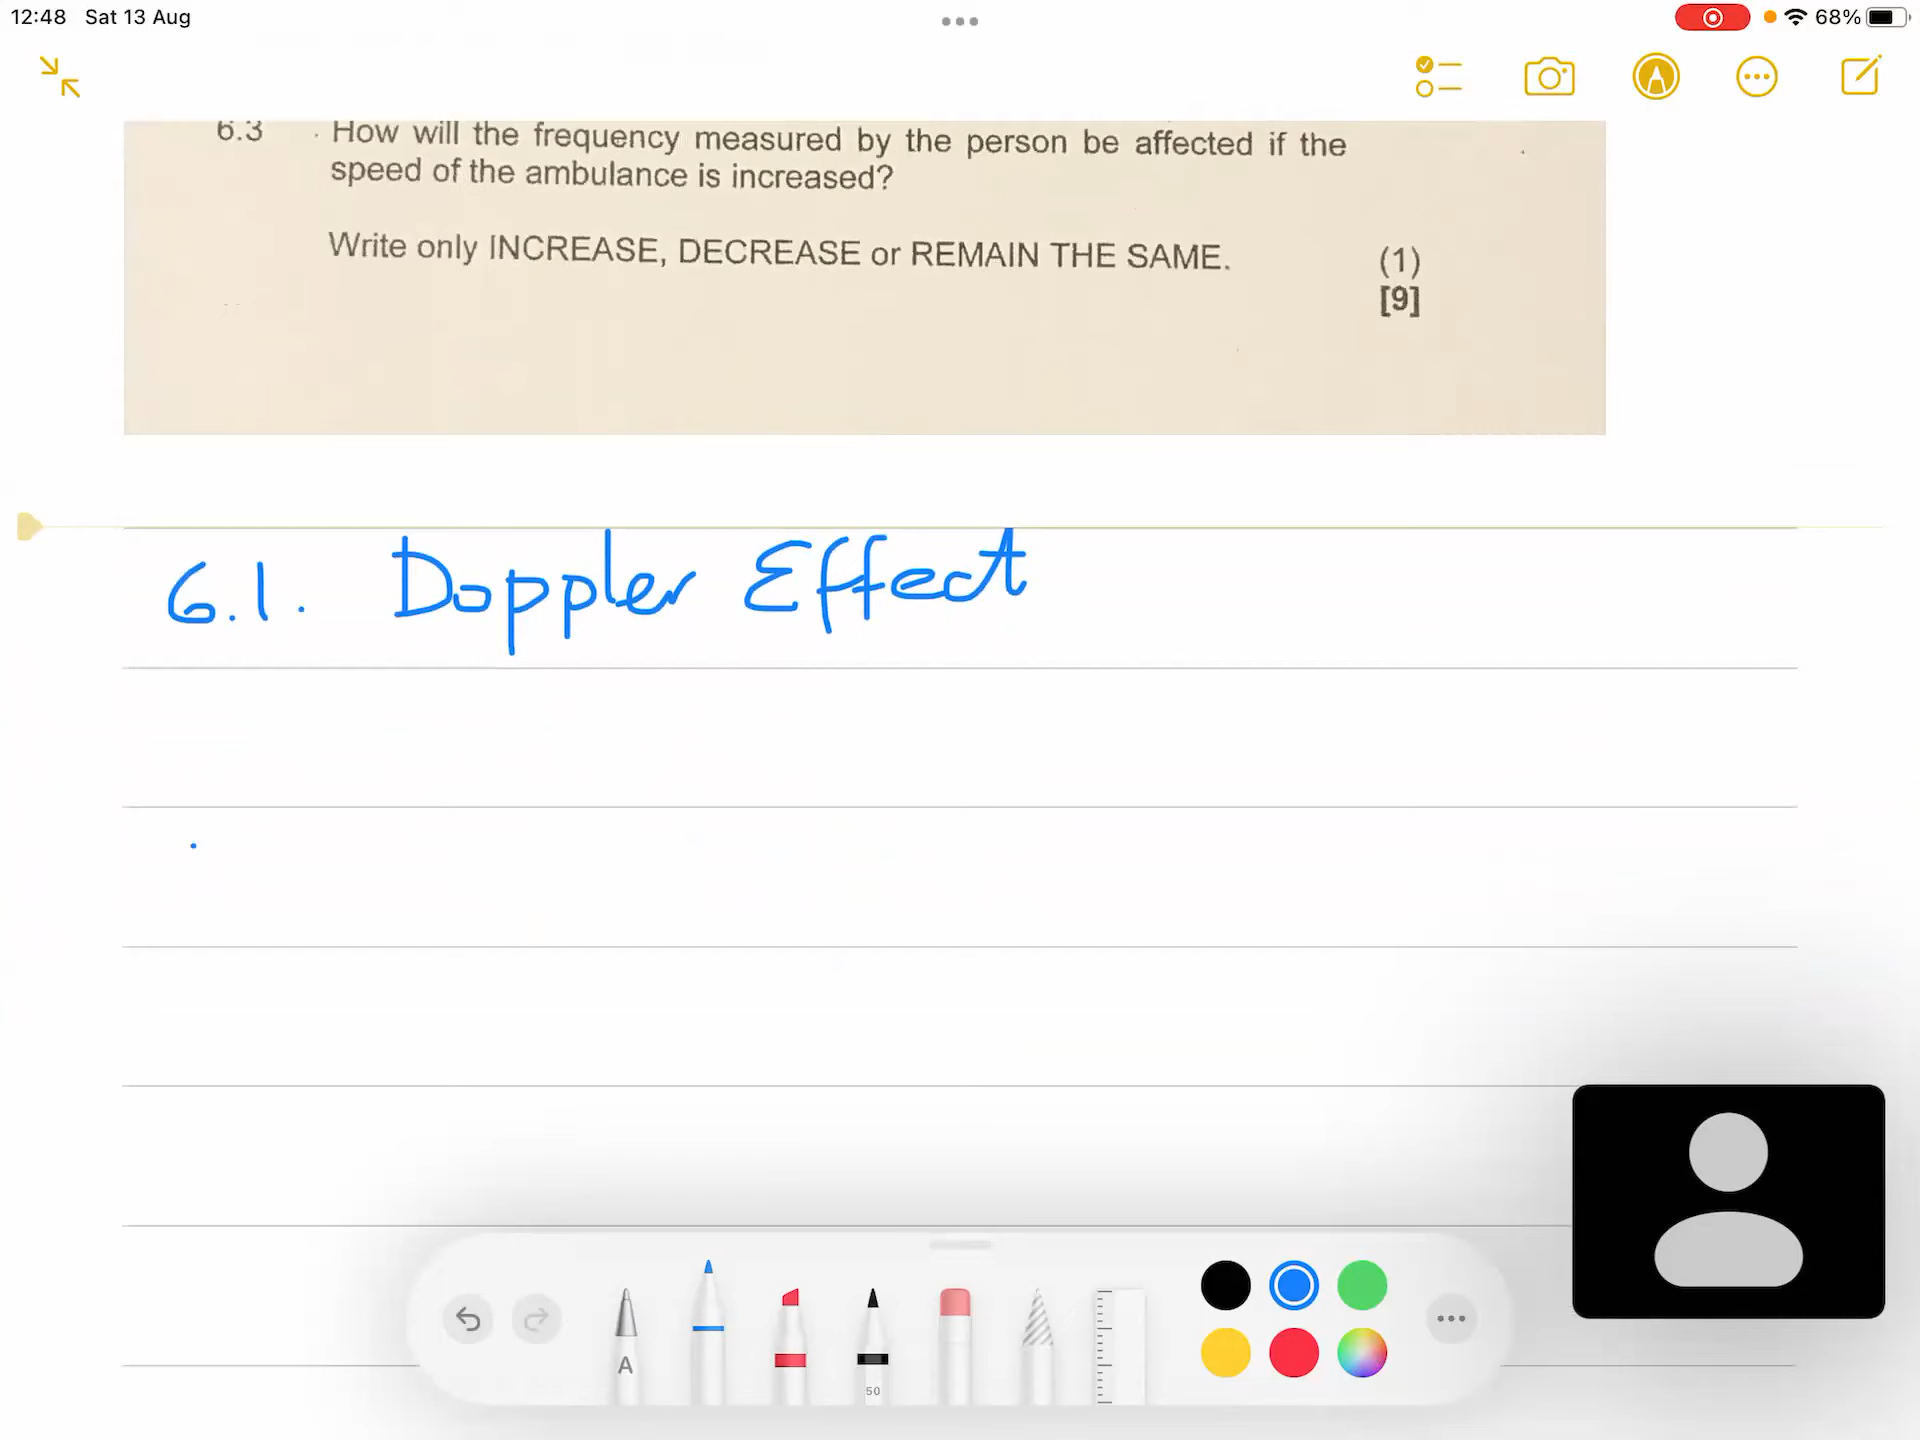 12:48 Sat 13 Aug
68%
6.3 How will the frequency measured by the person be affected if the
speed of the ambulance is increased?
Write only INCREASE, DECREASE or REMAIN THE SAME. (1)
[9]
6.1. Doppler Effect
A
50